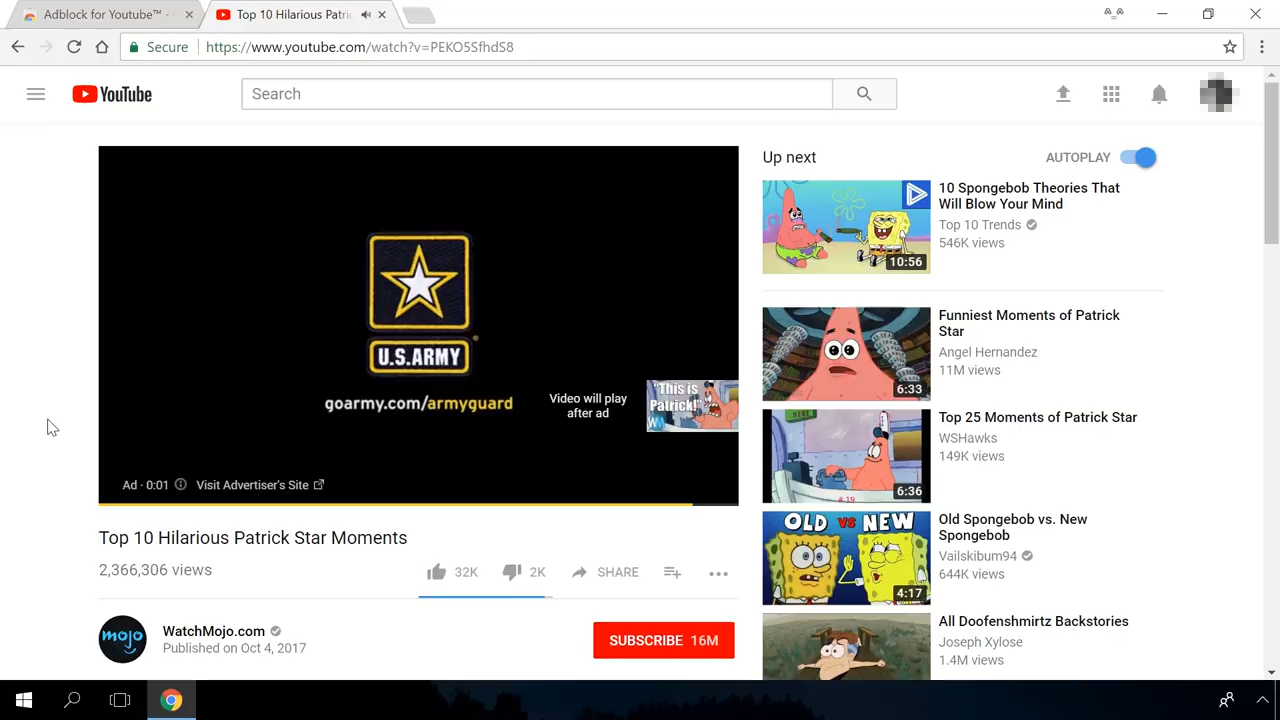 Adblock for Youtube™ -
Top 10 Hilarious Patric
Secure
https://www.youtube.com/watch?v=PEKO5SfhdS8
YouTube
Search
Up next
AUTOPLAY
U.S.ARMY
goarmy.com/armyguard
Video will play
after ad
"This is
Patrick!"
Ad · 0:01
Visit Advertiser's Site
Top 10 Hilarious Patrick Star Moments
2,366,306 views
32K
2K
SHARE
mojo
WatchMojo.com
Published on Oct 4, 2017
SUBSCRIBE 16M
10:56
10 Spongebob Theories That
Will Blow Your Mind
Top 10 Trends
546K views
6:33
Funniest Moments of Patrick
Star
Angel Hernandez
11M views
# 19
6:36
Top 25 Moments of Patrick Star
WSHawks
149K views
OLD vs NEW
4:17
Old Spongebob vs. New
Spongebob
Vailskibum94
644K views
All Doofenshmirtz Backstories
Joseph Xylose
1.4M views